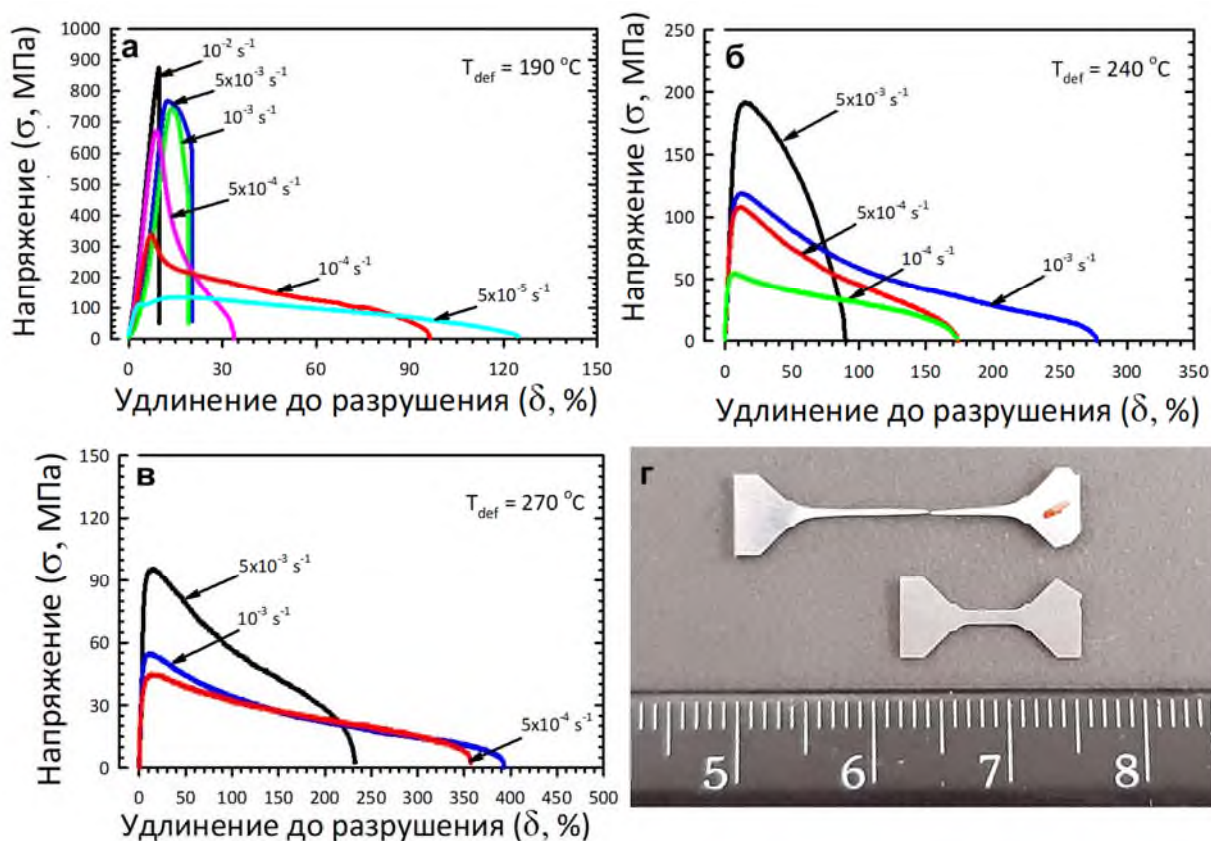 а
T_def = 190 °C
10⁻² s⁻¹
5x10⁻³ s⁻¹
10⁻³ s⁻¹
5x10⁻⁴ s⁻¹
10⁻⁴ s⁻¹
5x10⁻⁵ s⁻¹
Напряжение (σ, МПа)
1000
900
800
700
600
500
400
300
200
100
0
0 30 60 90 120 150
Удлинение до разрушения (δ, %)
б
T_def = 240 °C
5x10⁻³ s⁻¹
5x10⁻⁴ s⁻¹
10⁻⁴ s⁻¹
10⁻³ s⁻¹
Напряжение (σ, МПа)
250
200
150
100
50
0
0 50 100 150 200 250 300 350
Удлинение до разрушения (δ, %)
в
T_def = 270 °C
5x10⁻³ s⁻¹
10⁻³ s⁻¹
5x10⁻⁴ s⁻¹
Напряжение (σ, МПа)
150
120
90
60
30
0
0 50 100 150 200 250 300 350 400 450 500
Удлинение до разрушения (δ, %)
г
5 6 7 8